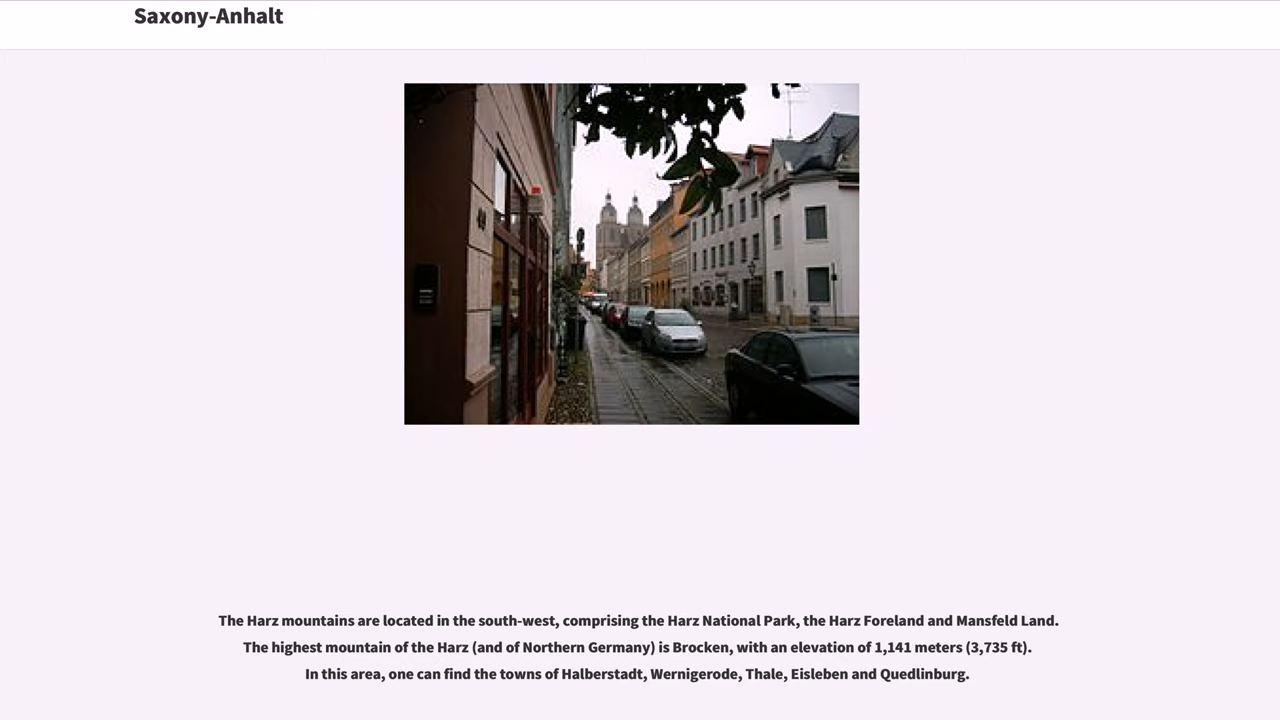 Saxony-Anhalt
The Harz mountains are located in the south-west, comprising the Harz National Park, the Harz Foreland and Mansfeld Land.
The highest mountain of the Harz (and of Northern Germany) is Brocken, with an elevation of 1,141 meters (3,735 ft).
In this area, one can find the towns of Halberstadt, Wernigerode, Thale, Eisleben and Quedlinburg.